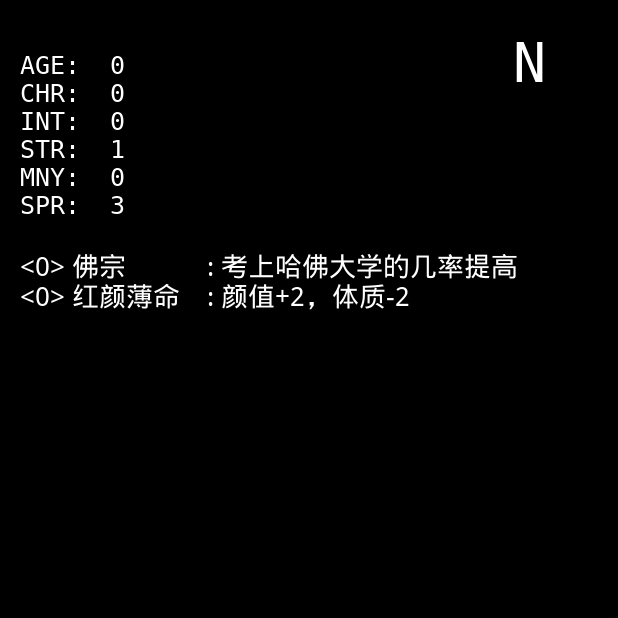 N
AGE: 0
CHR: 0
INT: 0
STR: 1
MNY: 0
SPR: 3
<O> 佛宗 : 考上哈佛大学的几率提高
<O> 红颜薄命 : 颜值+2，体质-2